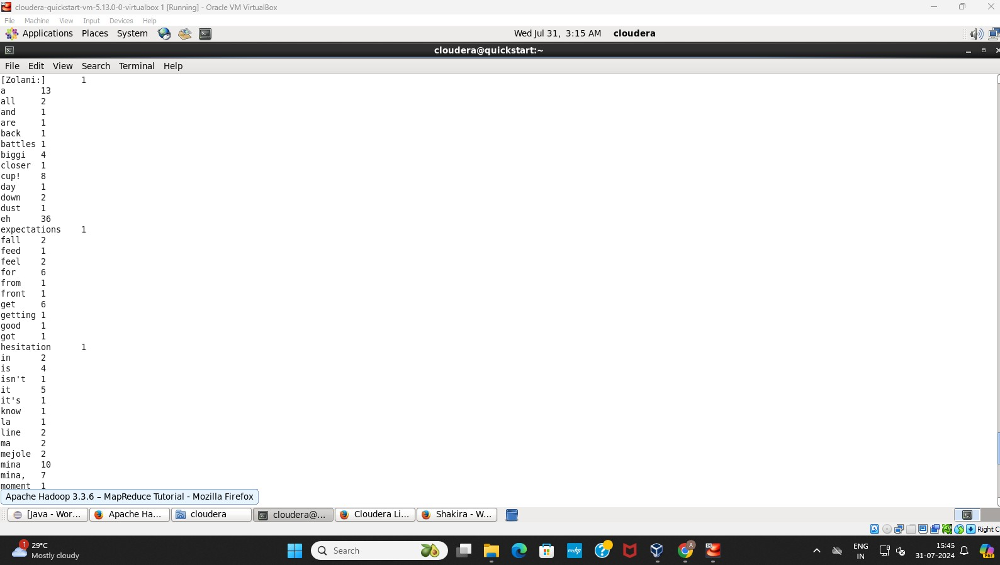 cloudera-quickstart-vm-5.13.0-0-virtualbox 1 [Running] - Oracle VM VirtualBox
File Machine View Input Devices Help
Applications Places System Wed Jul 31, 3:15 AM cloudera
cloudera@quickstart:~
File Edit View Search Terminal Help
[Zolani:] 1
a 13
all 2
and 1
are 1
back 1
battles 1
biggi 4
closer 1
cup! 8
day 1
down 2
dust 1
eh 36
expectations 1
fall 2
feed 1
feel 2
for 6
from 1
front 1
get 6
getting 1
good 1
got 1
hesitation 1
in 2
is 4
isn't 1
it 5
it's 1
know 1
la 1
line 2
ma 2
mejole 2
mina 10
mina, 7
moment 1
Apache Hadoop 3.3.6 – MapReduce Tutorial - Mozilla Firefox
[Java - Wor... Apache Ha... cloudera cloudera@... Cloudera Li... Shakira - W...
Right C
1
29°C
Mostly cloudy
Search
myhp
A
64
ENG
IN
15:45
31-07-2024
PRE